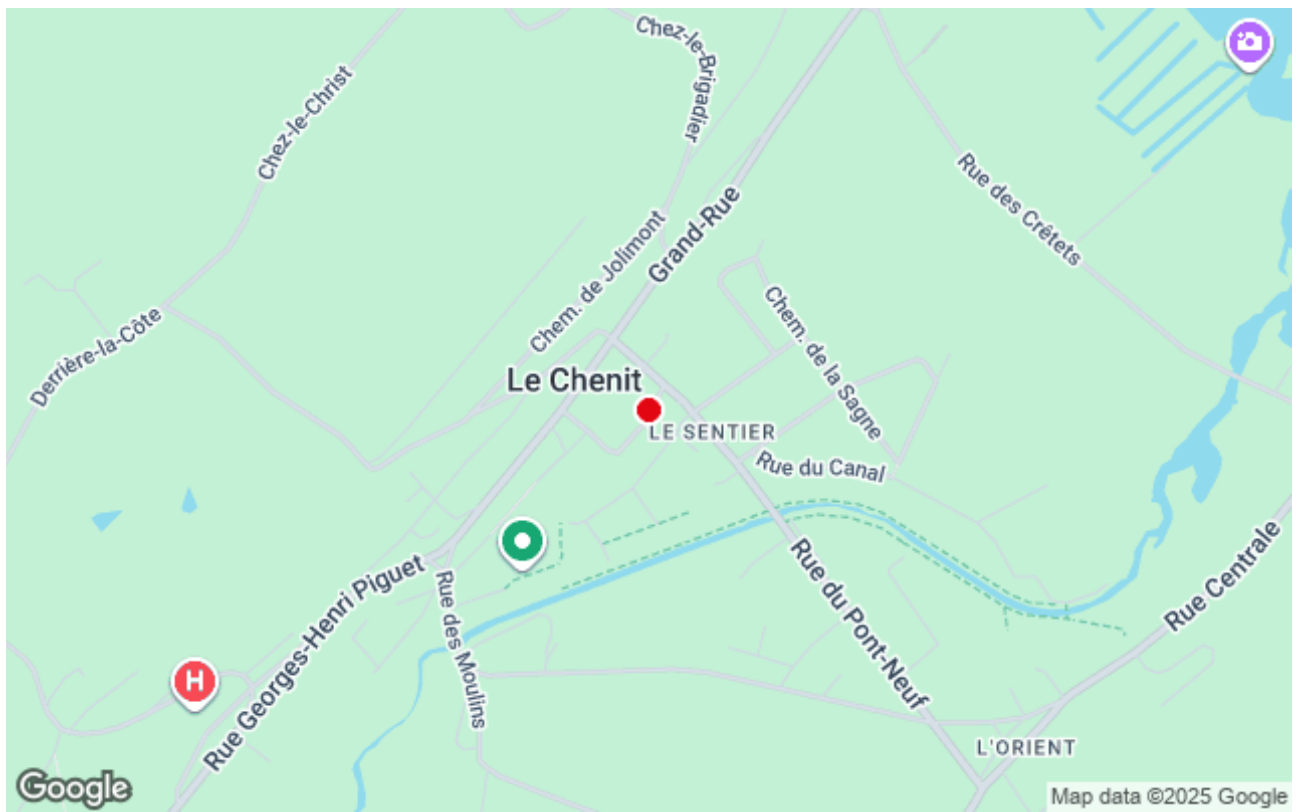 Chez-le-Brigadier
Chez-le-Christ
Rue des Crêtets
Grand-Rue
Chem. de Jolimont
Chem. de la Sagne
Derrière-la-Côte
Le Chenit
LE SENTIER
Rue du Canal
Rue Centrale
Rue du Pont-Neuf
Rue Georges-Henri Piguet
Rue des Moulins
H
L'ORIENT
Google
Map data ©2025 Google